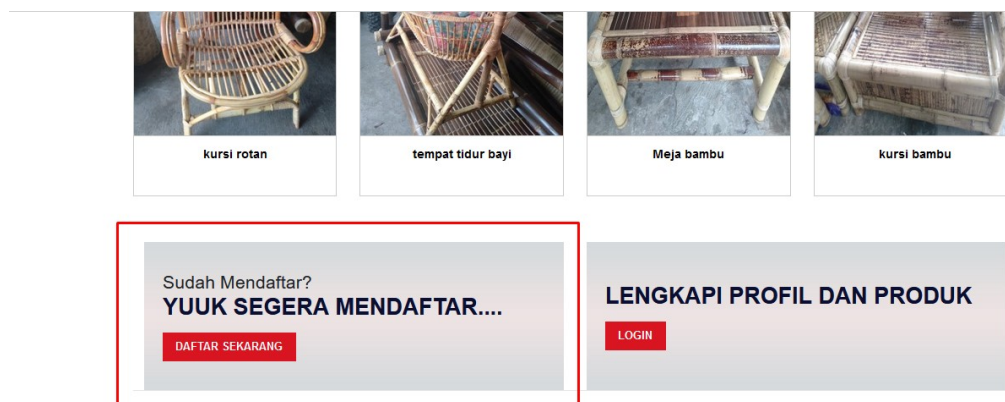 kursi rotan
tempat tidur bayi
Meja bambu
kursi bambu
Sudah Mendaftar?
YUUK SEGERA MENDAFTAR....
DAFTAR SEKARANG
LENGKAPI PROFIL DAN PRODUK
LOGIN